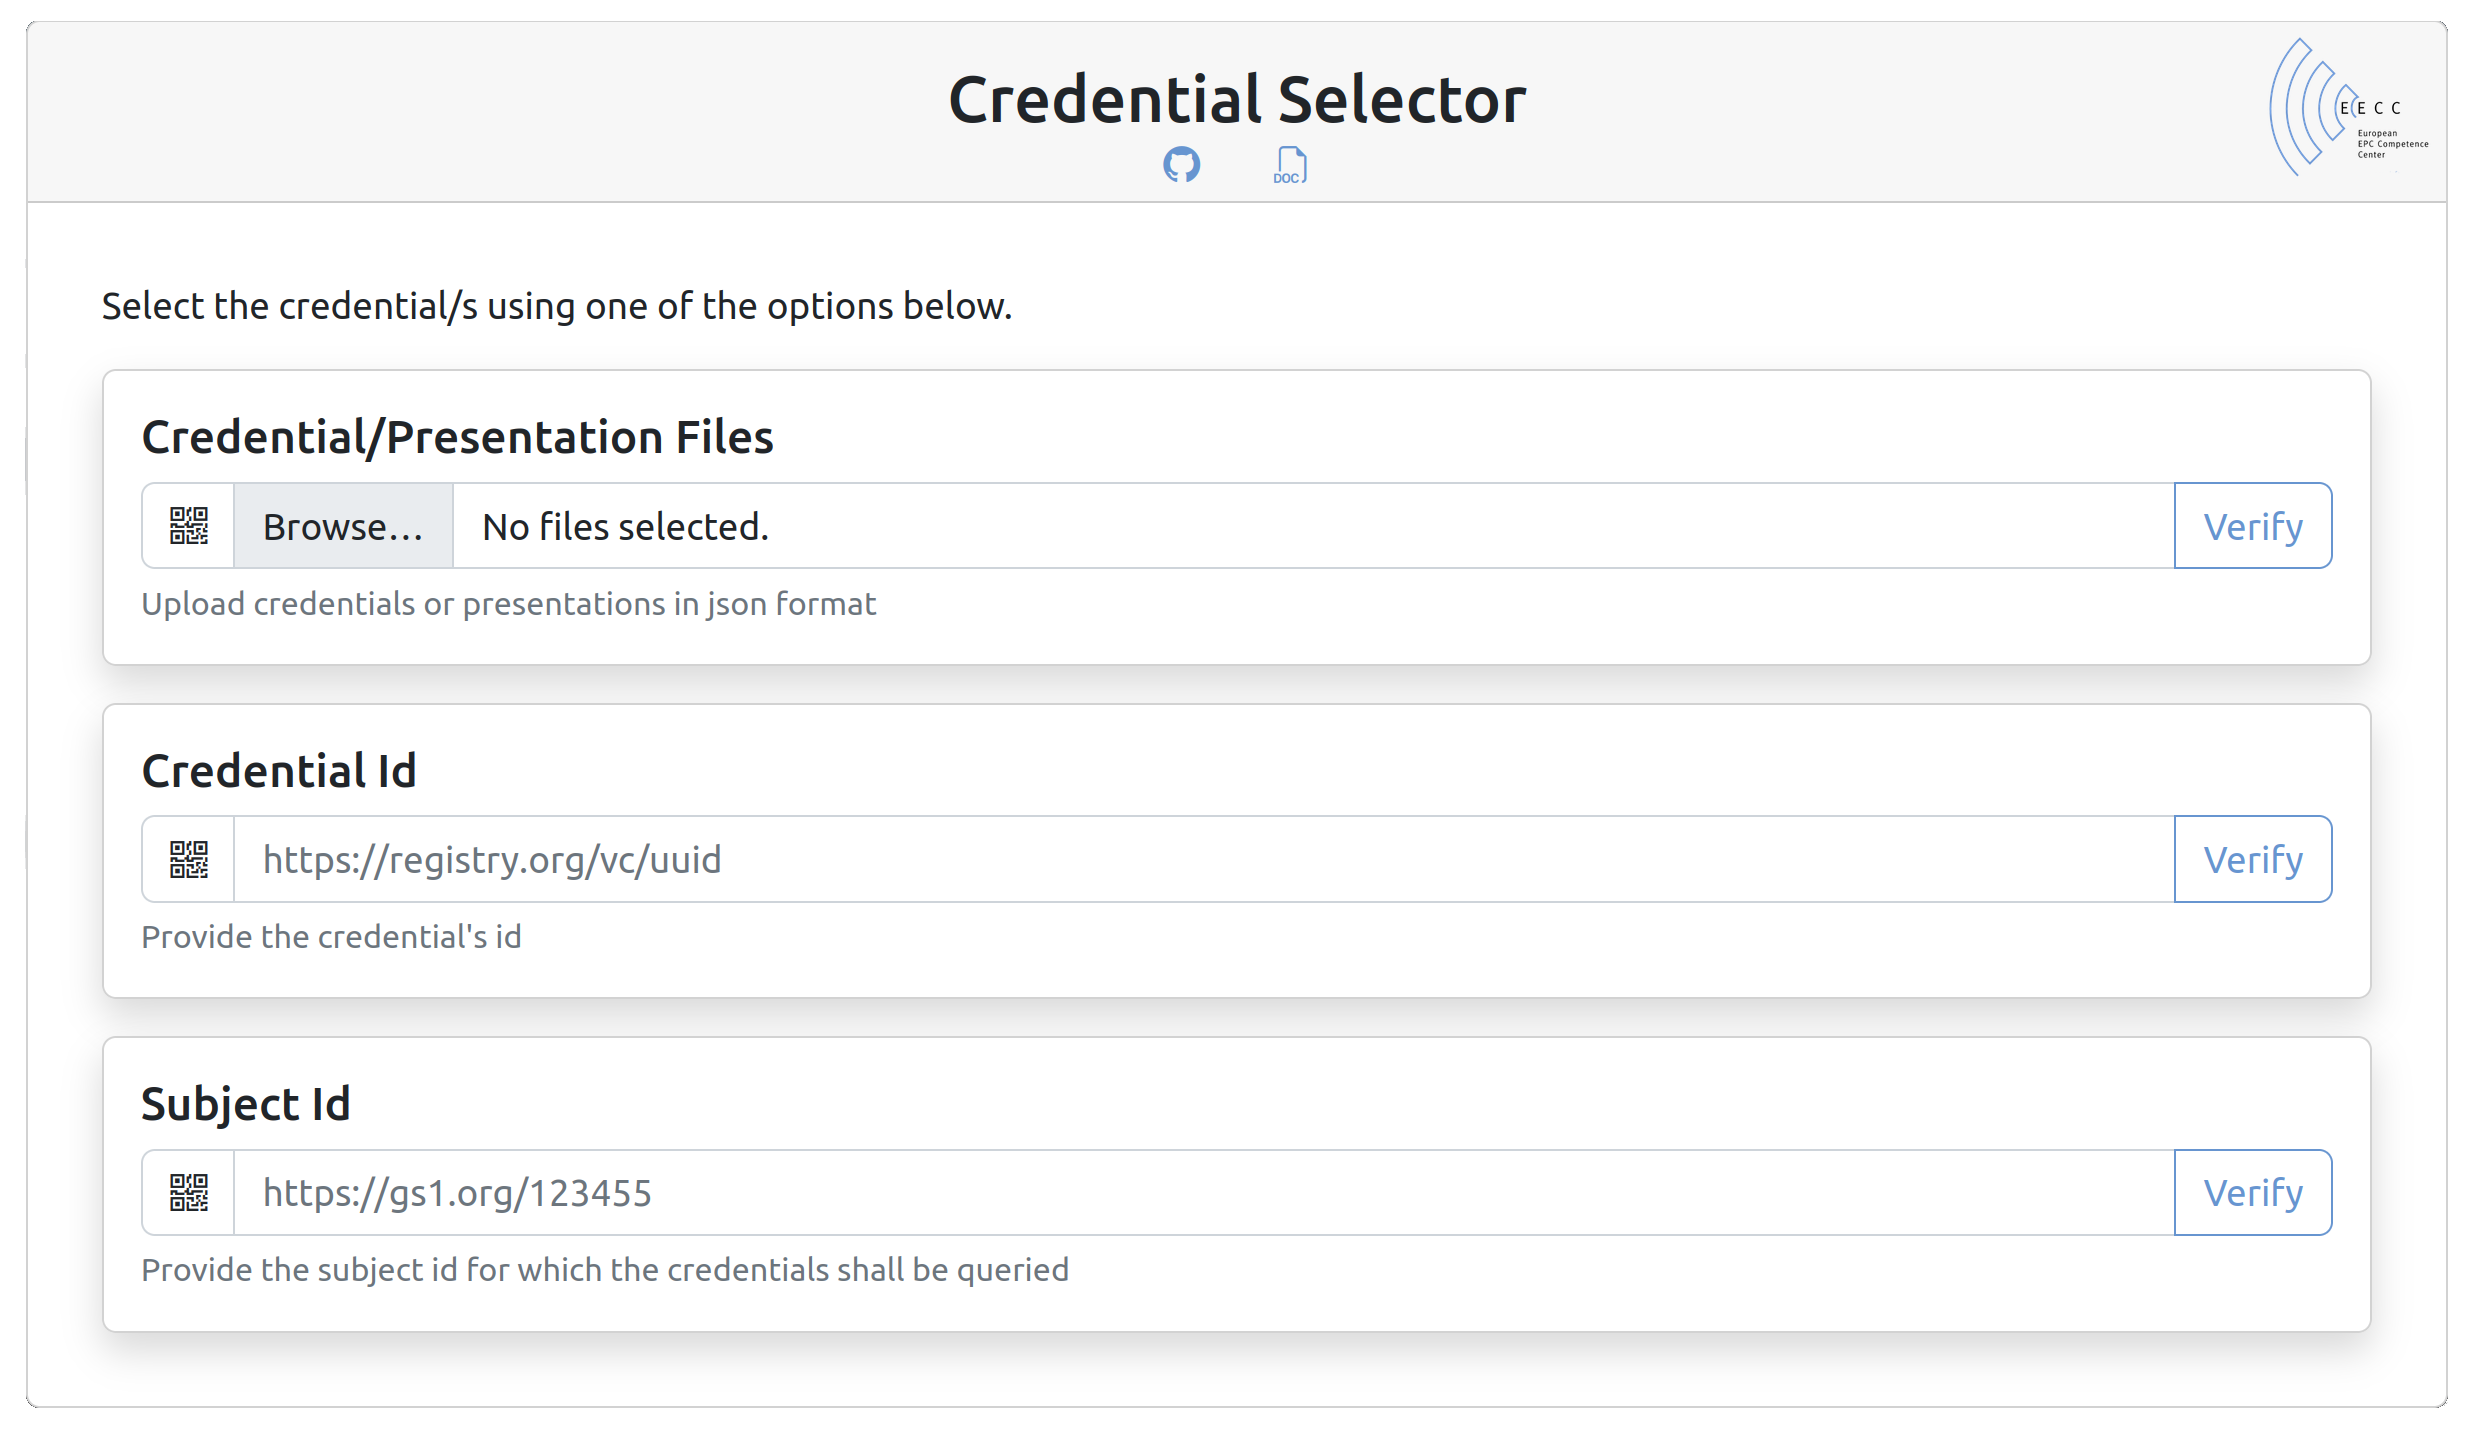 Credential Selector
DOC
E E C C
European
EPC Competence
Center
Select the credential/s using one of the options below.
Credential/Presentation Files
Browse... No files selected. Verify
Upload credentials or presentations in json format
Credential Id
https://registry.org/vc/uuid Verify
Provide the credential's id
Subject Id
https://gs1.org/123455 Verify
Provide the subject id for which the credentials shall be queried